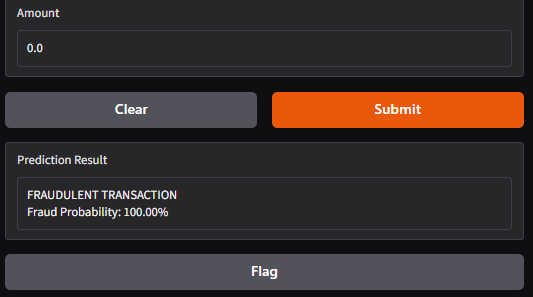 Amount
0.0
Clear
Submit
Prediction Result
FRAUDULENT TRANSACTION
Fraud Probability: 100.00%
Flag